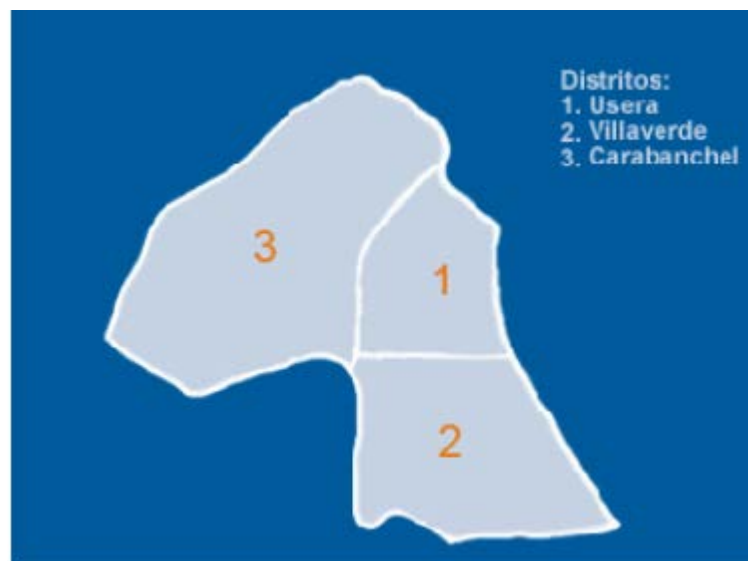 Distritos:
1. Usera
2. Villaverde
3. Carabanchel
3
1
2